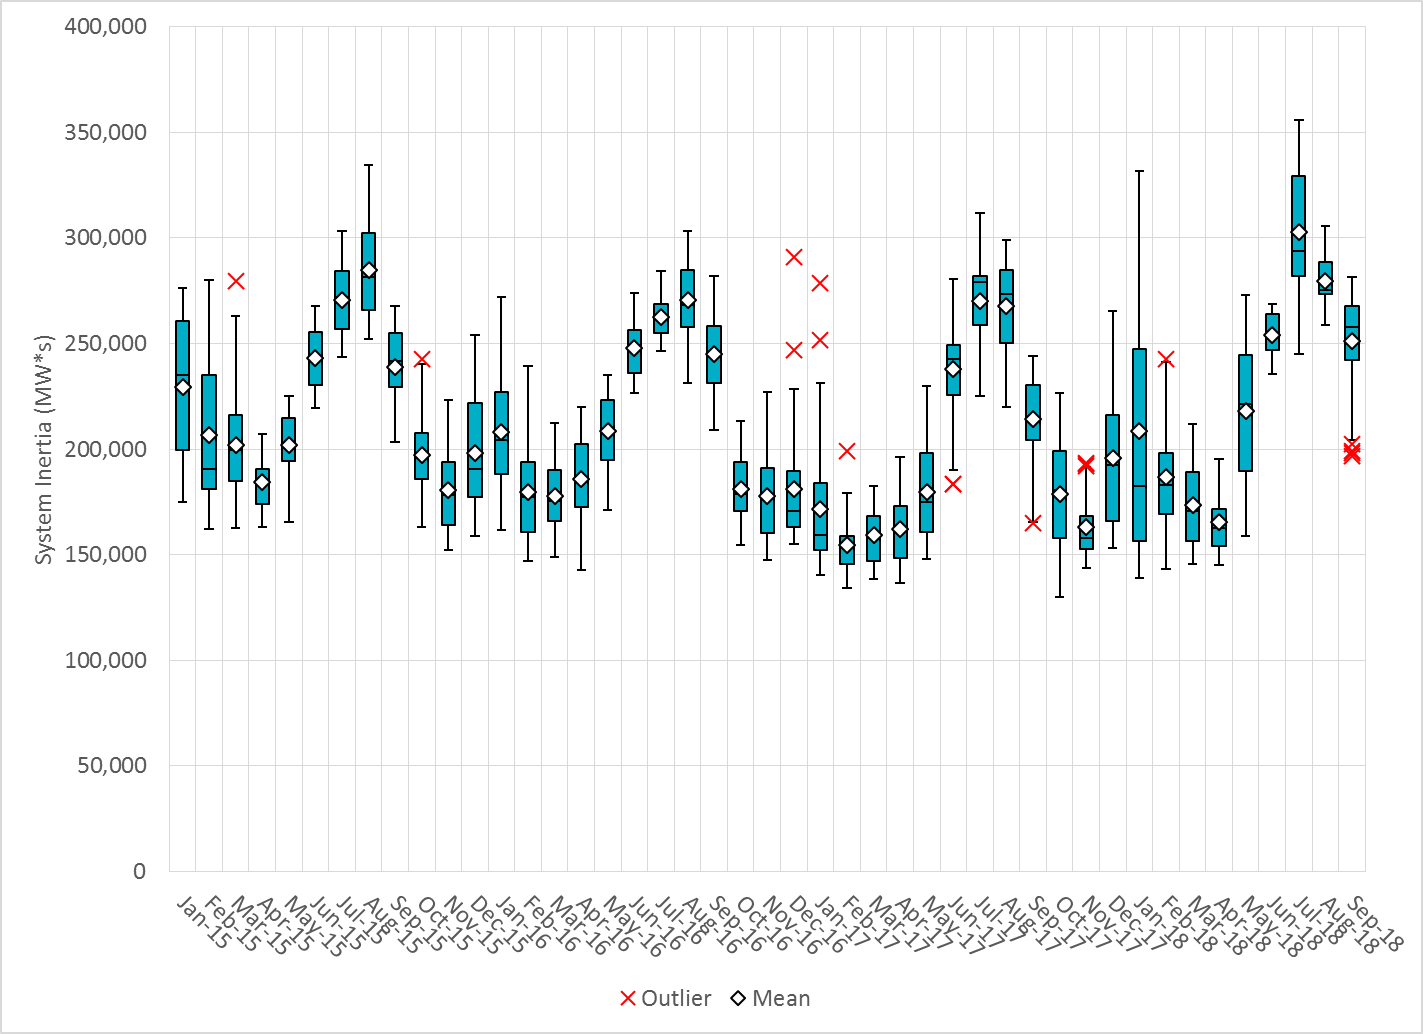 400,000
350,000
300,000
250,000
200,000
150,000
100,000
50,000
0
System Inertia (MW*s)
Jan-15
Feb-15
Mar-15
Apr-15
May-15
Jun-15
Jul-15
Aug-15
Sep-15
Oct-15
Nov-15
Dec-15
Jan-16
Feb-16
Mar-16
Apr-16
May-16
Jun-16
Jul-16
Aug-16
Sep-16
Oct-16
Nov-16
Dec-16
Jan-17
Feb-17
Mar-17
Apr-17
May-17
Jun-17
Jul-17
Aug-17
Sep-17
Oct-17
Nov-17
Dec-17
Jan-18
Feb-18
Mar-18
Apr-18
May-18
Jun-18
Jul-18
Aug-18
Sep-18
Outlier Mean